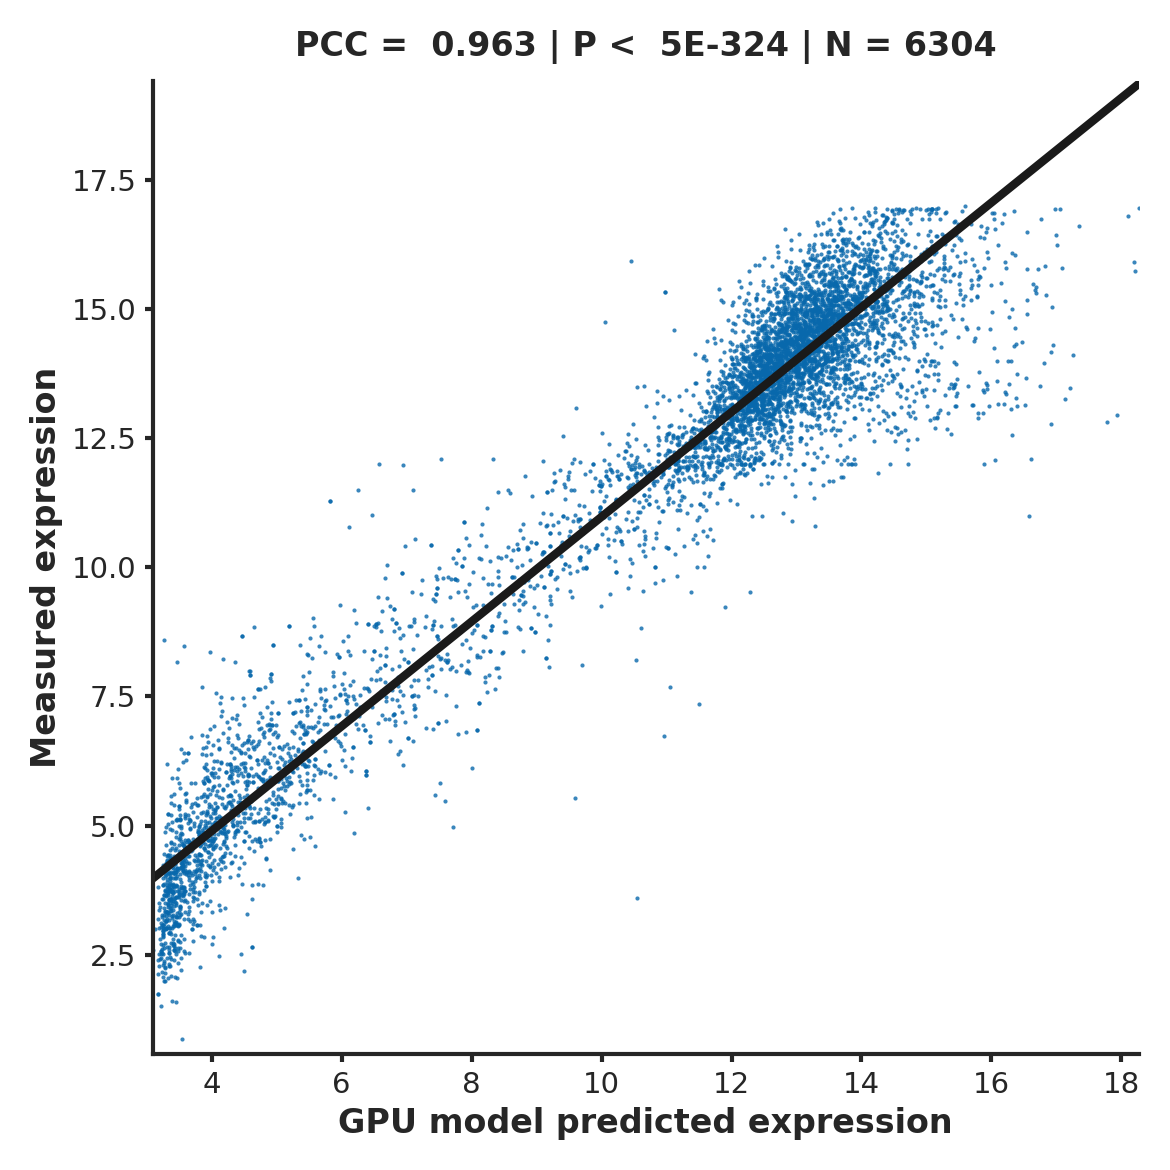 PCC =  0.963 | P <  5E-324 | N = 6304
Measured expression
17.5
15.0
12.5
10.0
7.5
5.0
2.5
4 6 8 10 12 14 16 18
GPU model predicted expression